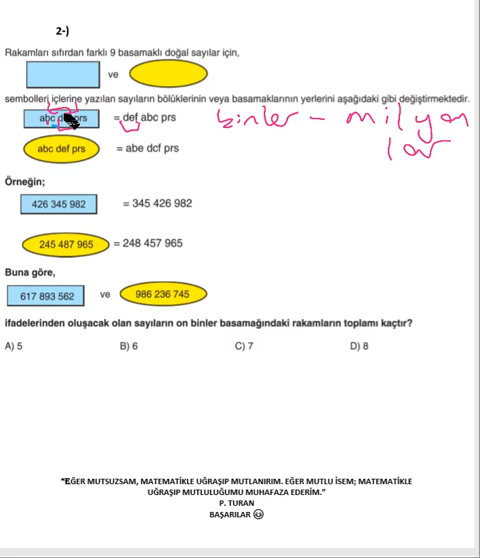 2-)
Rakamları sıfırdan farklı 9 basamaklı doğal sayılar için,
ve
sembolleri içlerine yazılan sayıların bölüklerinin veya basamaklarının yerlerini aşağıdaki gibi değiştirmektedir.
abc d prs = def abc prs
binler - milyon
lar
abc def prs = abe dcf prs
Örneğin;
426 345 982 = 345 426 982
245 487 965 = 248 457 965
Buna göre,
617 893 562 ve 986 236 745
ifadelerinden oluşacak olan sayıların on binler basamağındaki rakamların toplamı kaçtır?
A) 5 B) 6 C) 7 D) 8
"EĞER MUTSUZSAM, MATEMATİKLE UĞRAŞIP MUTLANIRIM. EĞER MUTLU İSEM; MATEMATİKLE
UĞRAŞIP MUTLULUĞUMU MUHAFAZA EDERİM."
P. TURAN
BAŞARILAR